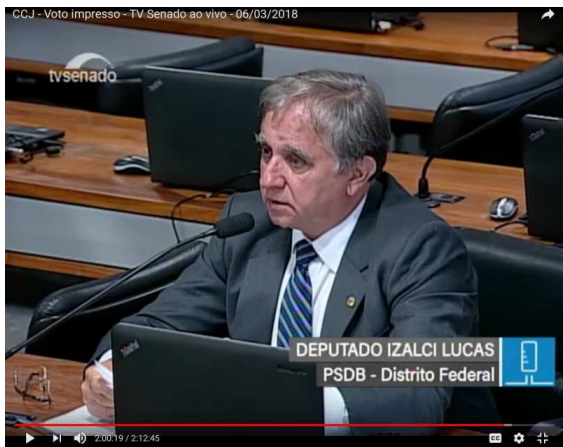 CCJ - Voto impresso - TV Senado ao vivo - 06/03/2018
tvsenado
DEPUTADO IZALCI LUCAS
PSDB - Distrito Federal
2:00:19 / 2:12:45
CC